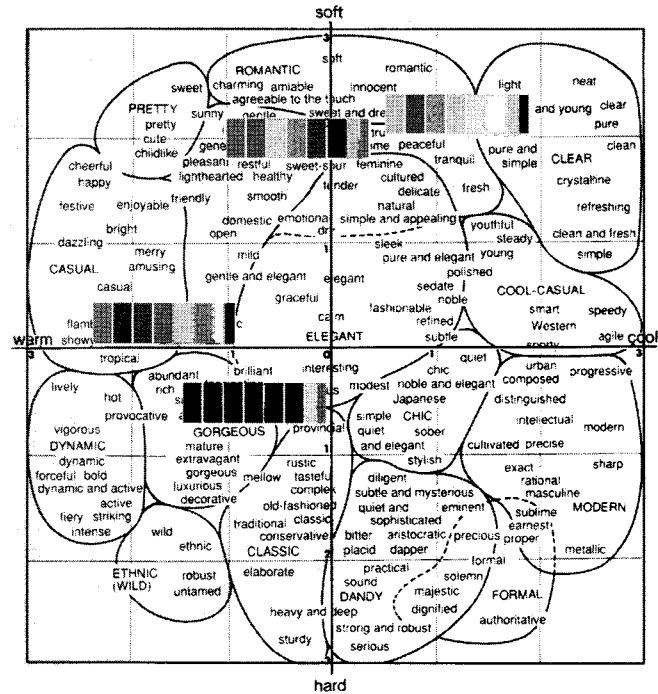 soft
3
soft
ROMANTIC
romantic
sweet
charming
amiable
innocent
light
neat
agreeable to the touch
PRETTY
sunny
gentle
sweet and dre
and young
clear
pretty
pure
cute
childlike
gene
peaceful
pure and
simple
clean
pleasant
restful
sweet-sour
feminine
tranquil
CLEAR
cheerful
lighthearted
healthy
cultured
crystalline
happy
tender
delicate
fresh
friendly
smooth
natural
festive
enjoyable
refreshing
domestic
emotional
simple and appealing
youthful
bright
open
steady
clean and fresh
dazzling
sleek
merry
mild
pure and elegant
young
simple
CASUAL
amusing
polished
gentle and elegant
elegant
sedate
casual
COOL-CASUAL
graceful
noble
fashionable
smart
speedy
calm
refined
Western
showy
ELEGANT
subtle
sporty
agile
warm
cool
3
0
1
3
tropical
interesting
quiet
urban
abundant
brilliant
chic
composed
progressive
lively
rich
modest
noble and elegant
hot
Japanese
distinguished
provocative
simple
CHIC
intellectual
vigorous
GORGEOUS
provincial
quiet
sober
modern
DYNAMIC
mature
and elegant
cultivated
precise
dynamic
extravagant
stylish
forceful
bold
gorgeous
rustic
exact
sharp
dynamic and active
luxurious
mellow
tasteful
diligent
rational
active
decorative
complex
subtle and mysterious
masculine
fiery
striking
old-fashioned
quiet and
eminent
sublime
MODERN
intense
traditional
classic
sophisticated
earnest
wild
conservative
bitter
aristocratic
precious
proper
ethnic
CLASSIC
placid
dapper
metallic
practical
formal
ETHNIC
(WILD)
robust
elaborate
sound
solemn
untamed
DANDY
majestic
FORMAL
heavy and deep
dignified
authoritative
strong and robust
sturdy
serious
hard